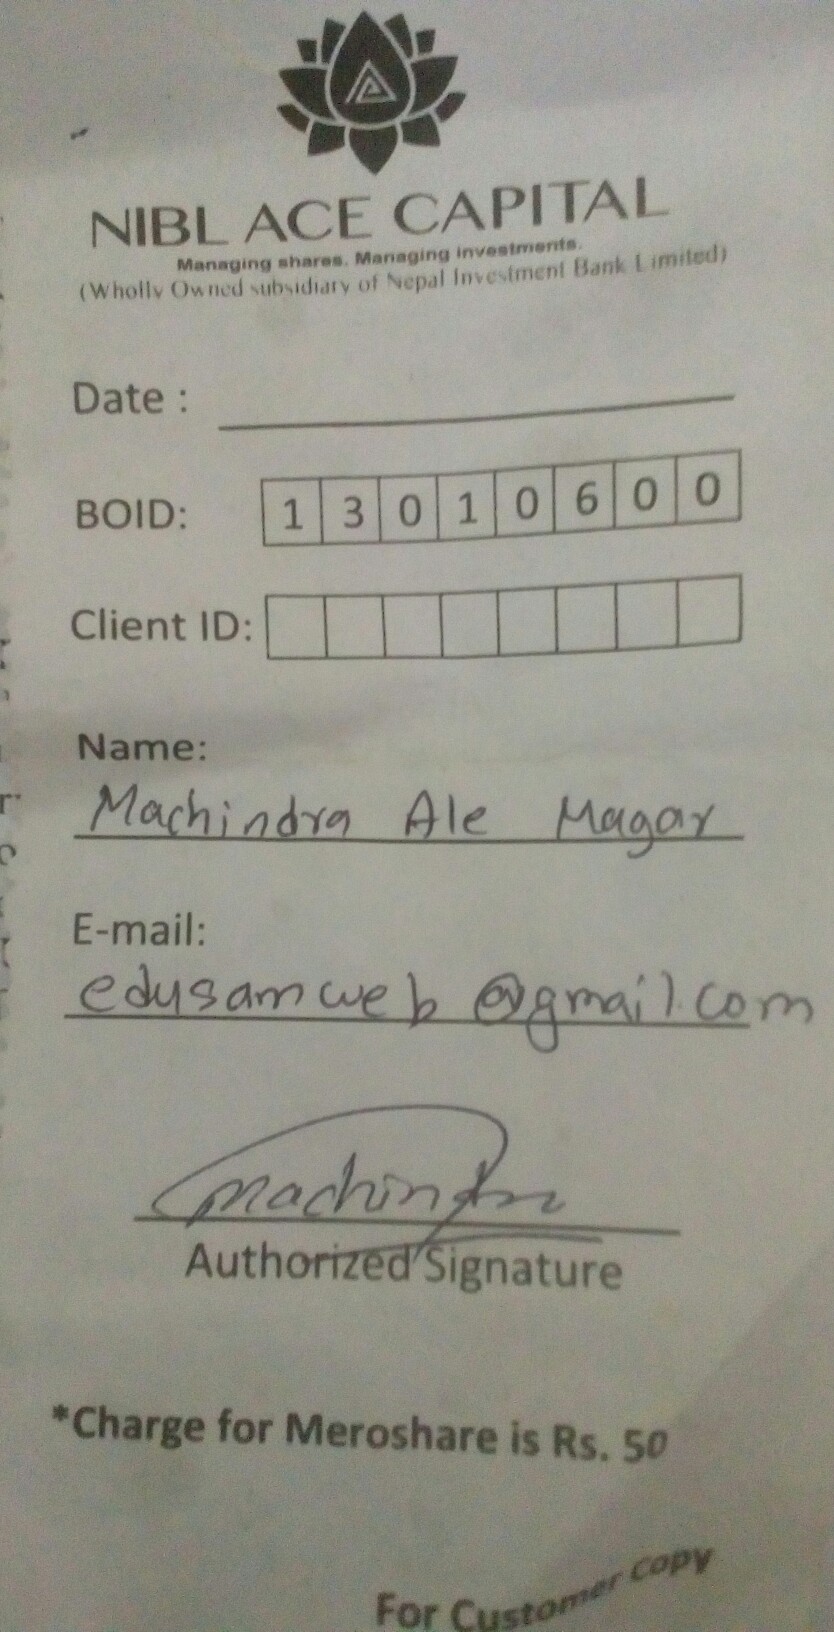 NIBL ACE CAPITAL
Managing shares. Managing investments.
(Wholly Owned subsidiary of Nepal Investment Bank Limited)
Date :
BOID: 1 3 0 1 0 6 0 0
Client ID:
Name:
Machindra Ale Magar
E-mail:
edusamweb@gmail.com
Machindra
Authorized Signature
*Charge for Meroshare is Rs. 50
For Customer Copy